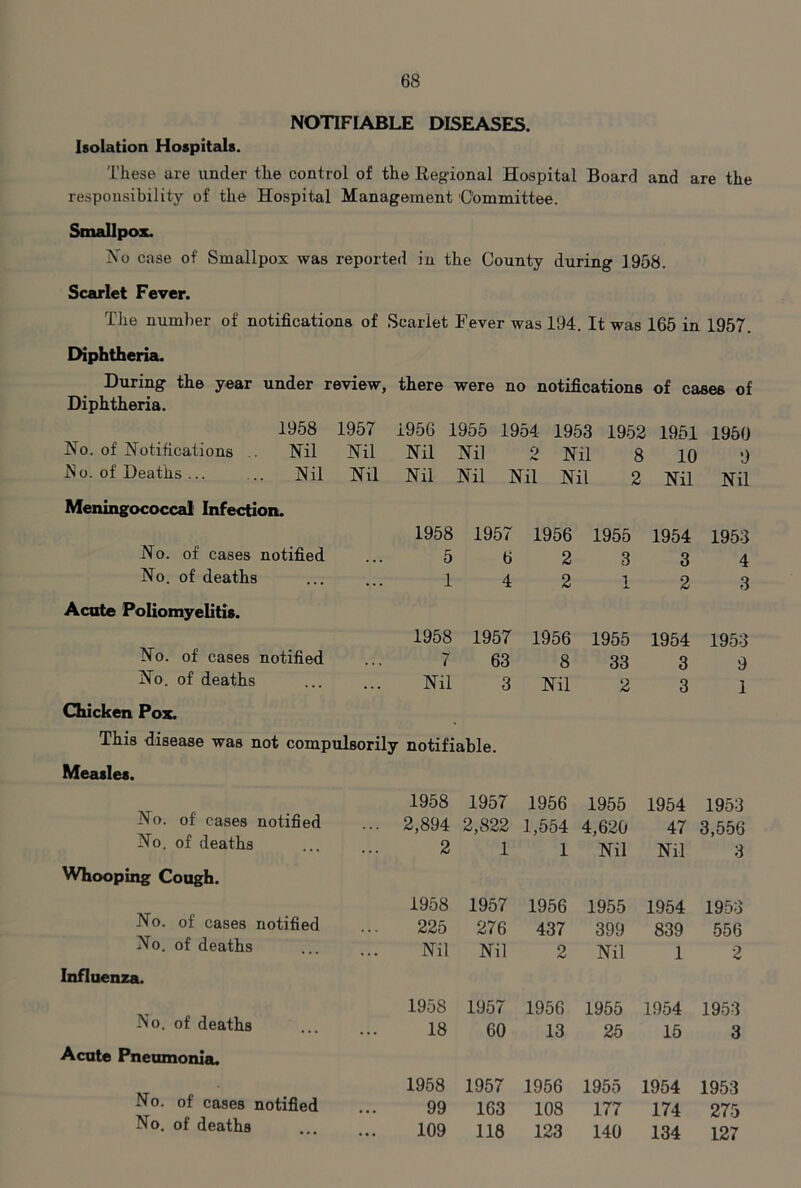 68
NOTIFIABLE DISEASES.
Isolation Hospitals.
These are under the control of the Regional Hospital Board and are the
responsibility of the Hospital Management Committee.
Smallpox.
No case of Smallpox was reported in the County during 1958.
Scarlet Fever.
The number of notifications of Scarlet Fever was 194. It was 165 in 1957.
Diphtheria.
During the year under review, there were no notifications of cases of
Diphtheria.
1958 1957 1956 1955 1954 1953 1952 1951 1950
No. of Notifications .. Nil Nil Nil Nil 2 Nil 8 10 9
No. of Deaths ... ... Nil Nil Nil Nil Nil Nil 2 Nil Nil
Meningococcal Infection.
1958 1957 1956 1955 1954 1953
No. of cases notified ... 5 6 2 3 3 4
No. of deaths ... ... 1 4 2 1 2 3
Acute Poliomyelitis.
1958 1957 1956 1955 1954 1953
No. of cases notified ... 7 63 8 33 3 9
No. of deaths ... ... Nil 3 Nil 2 3 1
Chicken Pox.
This disease was not compulsorily notifiable.
Measles.
1958 1957 1956 1955 1954 1953
No. of cases notified ... 2,894 2,822 1,554 4,620 47 3,556
No. of deaths ... ... 2 1 1 Nil Nil 3
Whooping Cough.
1958 1957 1956 1955 1954 1953
No. of cases notified ... 225 276 437 399 839 556
No. of deaths ... ... Nil Nil 2 Nil 1 2
Influenza.
1958 1957 1956 1955 1954 1953
No. of deaths ... ... 18 60 13 25 15 3
Acute Pneumonia.
1958 1957 1956 1955 1954 1953
No. of cases notified ... 99 163 108 177 174 275
No. of deaths ... ... 109 118 123 140 134 127